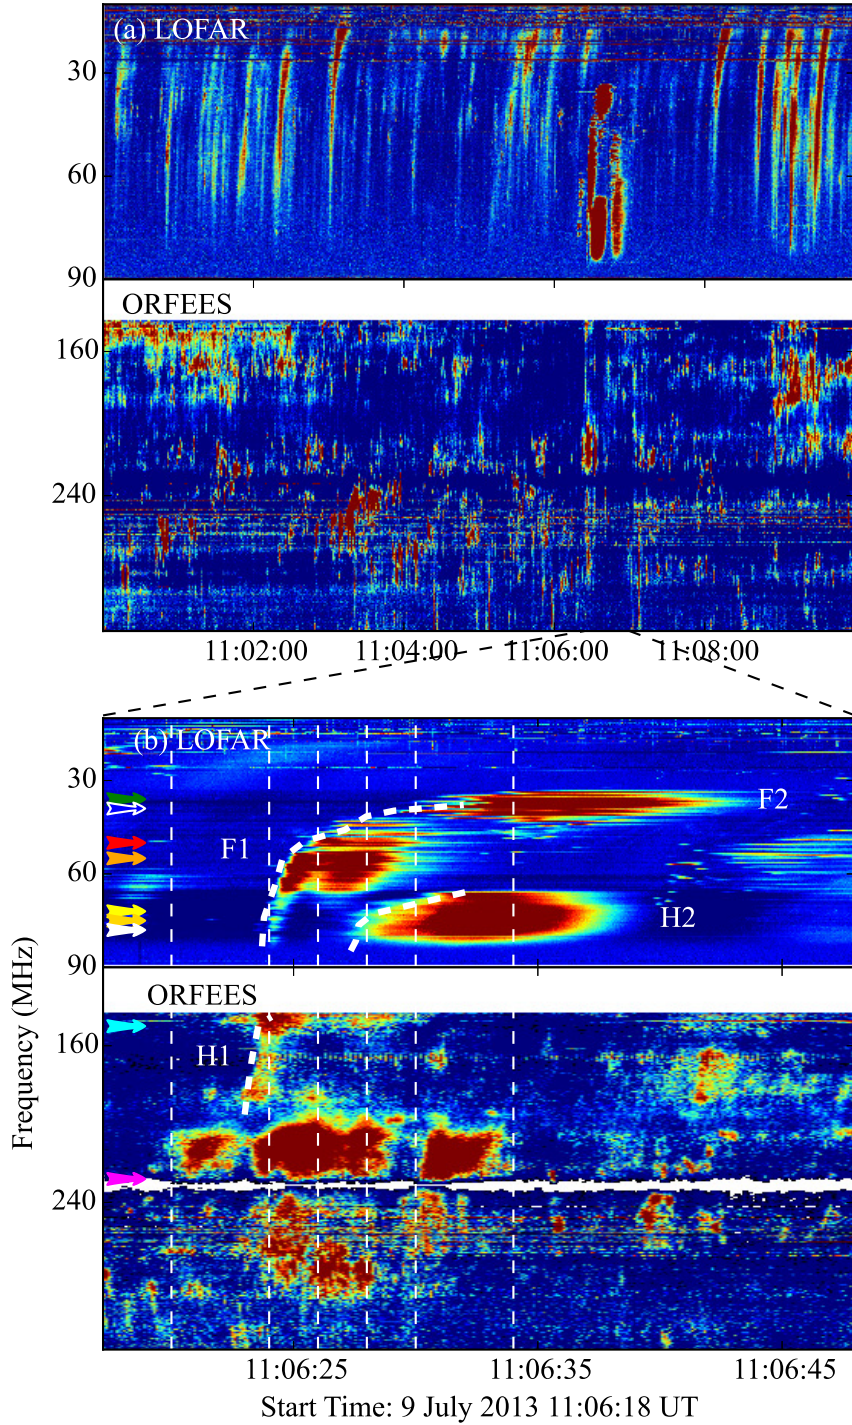 (a) LOFAR
30
60
90
ORFEES
160
240
11:02:00 11:04:00 11:06:00 11:08:00
(b) LOFAR
30
F2
F1
60
H2
90
ORFEES
160
H1
240
Frequency (MHz)
11:06:25 11:06:35 11:06:45
Start Time: 9 July 2013 11:06:18 UT